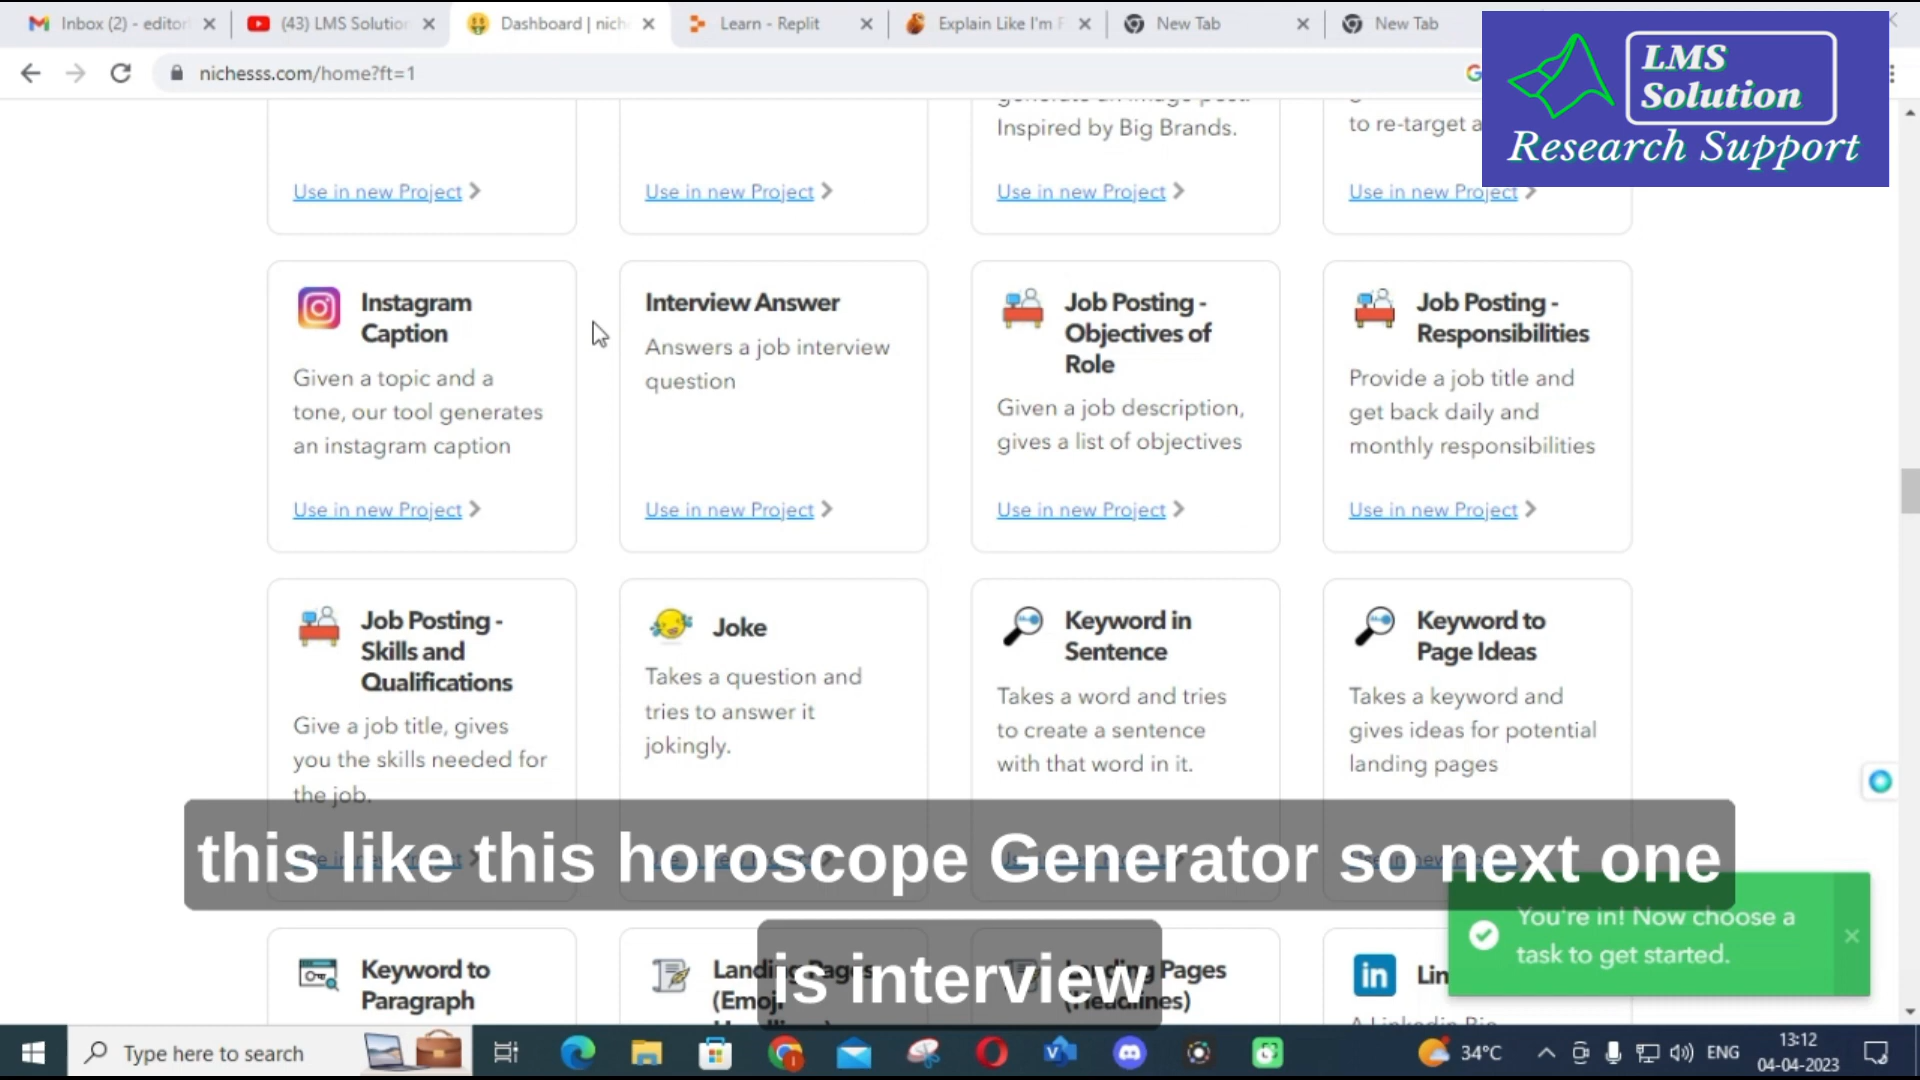 Inbox (2) - editor
(43) LMS Solution
Dashboard | nich
Learn - Replit
Explain Like I'm F
New Tab
New Tab
nichesss.com/home?ft=1
LMS
Solution
Research Support
Inspired by Big Brands.
to re-target a
Use in new Project
Use in new Project
Use in new Project
Use in new Project
Instagram
Caption
Given a topic and a
tone, our tool generates
an instagram caption
Use in new Project
Interview Answer
Answers a job interview
question
Use in new Project
Job Posting -
Objectives of
Role
Given a job description,
gives a list of objectives
Use in new Project
Job Posting -
Responsibilities
Provide a job title and
get back daily and
monthly responsibilities
Use in new Project
Job Posting -
Skills and
Qualifications
Give a job title, gives
you the skills needed for
the job.
Joke
Takes a question and
tries to answer it
jokingly.
Keyword in
Sentence
Takes a word and tries
to create a sentence
with that word in it.
Keyword to
Page Ideas
Takes a keyword and
gives ideas for potential
landing pages
this like this horoscope Generator so next one
is interview
You're in! Now choose a
task to get started.
Keyword to
Paragraph
Landing Pages
(Emoji
Landing Pages
(Headlines)
Lin
Type here to search
34°C
ENG
13:12
04-04-2023